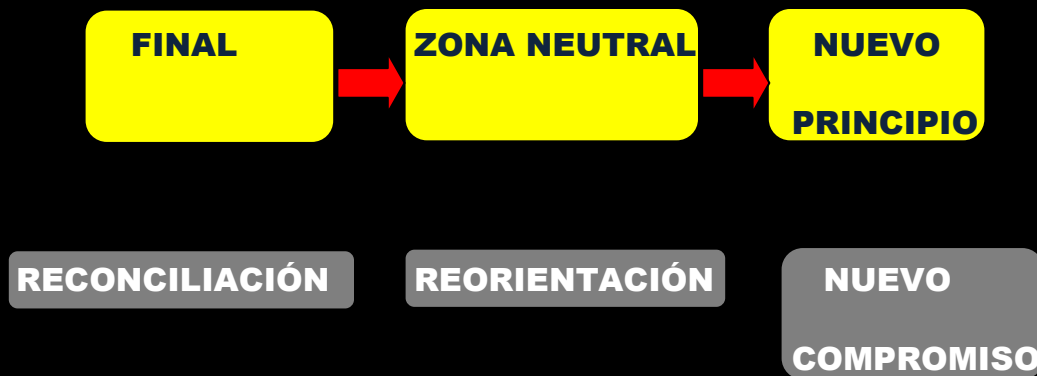 FINAL
ZONA NEUTRAL
NUEVO
PRINCIPIO
RECONCILIACIÓN
REORIENTACIÓN
NUEVO
COMPROMISO